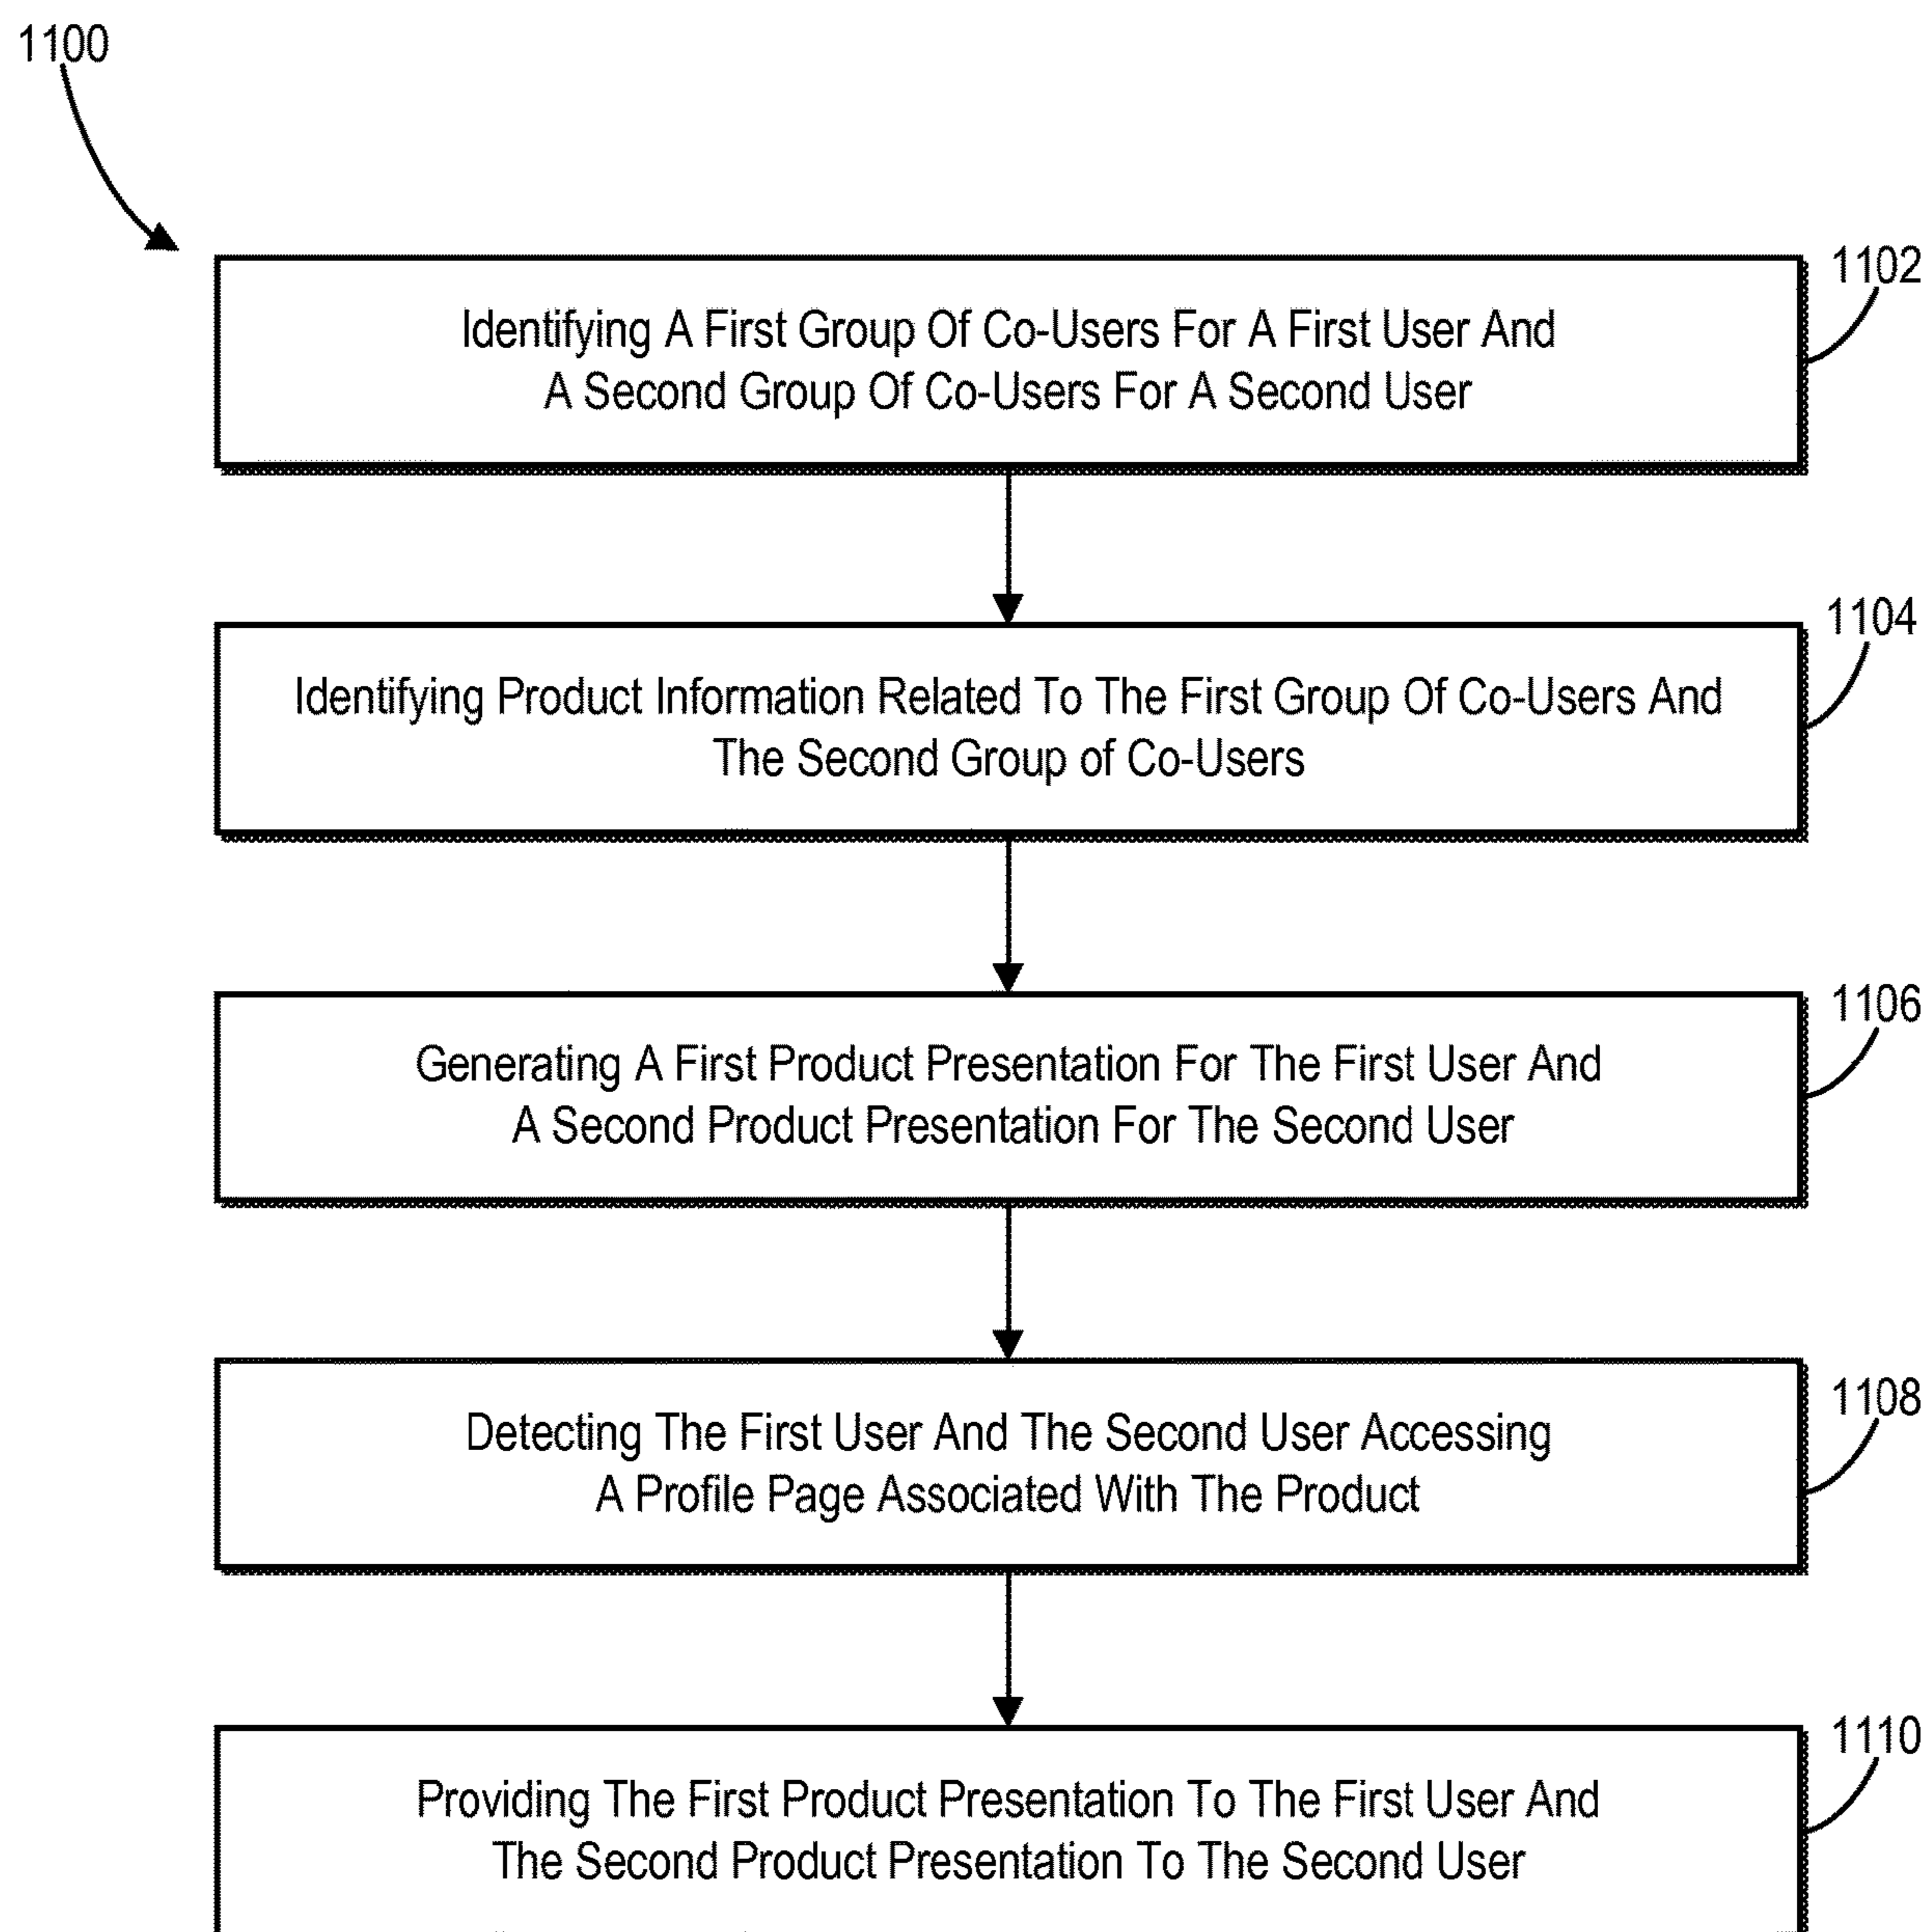 1100
1102
Identifying A First Group Of Co-Users For A First User And
A Second Group Of Co-Users For A Second User
1104
Identifying Product Information Related To The First Group Of Co-Users And
The Second Group of Co-Users
1106
Generating A First Product Presentation For The First User And
A Second Product Presentation For The Second User
1108
Detecting The First User And The Second User Accessing
A Profile Page Associated With The Product
1110
Providing The First Product Presentation To The First User And
The Second Product Presentation To The Second User